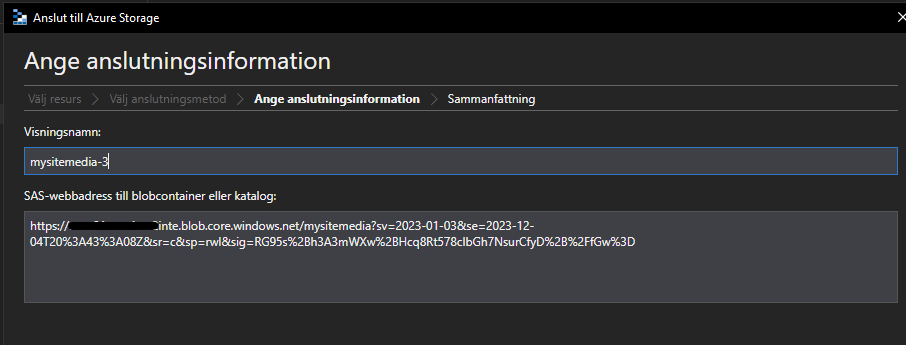 Anslut till Azure Storage
Ange anslutningsinformation
Välj resurs > Välj anslutningsmetod > Ange anslutningsinformation > Sammanfattning
Visningsnamn:
mysitemedia-3
SAS-webbadress till blobcontainer eller katalog:
https:// inte.blob.core.windows.net/mysitemedia?sv=2023-01-03&se=2023-12-
04T20%3A43%3A08Z&sr=c&sp=rwl&sig=RG95s%2Bh3A3mWXw%2BHcq8Rt578cIbGh7NsurCfyD%2B%2FfGw%3D